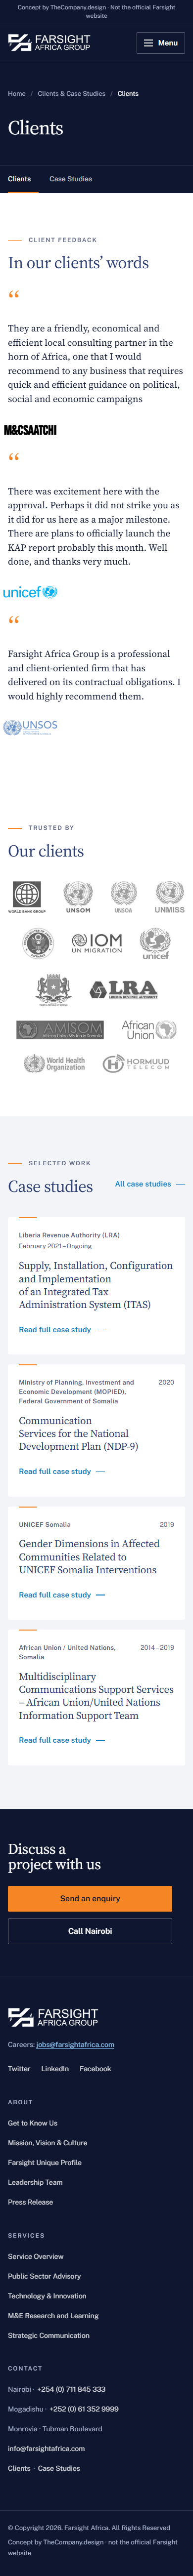 Concept by TheCompany.design · Not the official Farsight
website
FARSIGHT
AFRICA GROUP
Menu
Home / Clients & Case Studies / Clients
Clients
Clients
Case Studies
CLIENT FEEDBACK
In our clients’ words
“
They are a friendly, economical and
efficient local consulting partner in the
horn of Africa, one that I would
recommend to any business that requires
quick and efficient guidance on political,
social and economic campaigns
M&CSAATCHI
“
There was excitement here with the
approval. Perhaps it did not strike you as
it did for us here as a major milestone.
There are plans to officially launch the
KAP report probably this month. Well
done, and thanks very much.
unicef
“
Farsight Africa Group is a professional
and client-oriented firm that has
delivered on its contractual obligations. I
would highly recommend them.
UNSOS
TRUSTED BY
Our clients
WORLD BANK GROUP
UNSOM
UNSOA
UNMISS
IOM
UN MIGRATION
unicef
LRA
LIBERIA REVENUE AUTHORITY
AMISOM
African Union Mission in Somalia
African
Union
World Health
Organization
HORMUUD
TELECOM
SELECTED WORK
Case studies
All case studies
Liberia Revenue Authority (LRA)
February 2021 – Ongoing
Supply, Installation, Configuration
and Implementation
of an Integrated Tax
Administration System (ITAS)
Read full case study
Ministry of Planning, Investment and
Economic Development (MOPIED),
Federal Government of Somalia
2020
Communication
Services for the National
Development Plan (NDP-9)
Read full case study
UNICEF Somalia
2019
Gender Dimensions in Affected
Communities Related to
UNICEF Somalia Interventions
Read full case study
African Union / United Nations,
Somalia
2014 – 2019
Multidisciplinary
Communications Support Services
– African Union/United Nations
Information Support Team
Read full case study
Discuss a
project with us
Send an enquiry
Call Nairobi
FARSIGHT
AFRICA GROUP
Careers: jobs@farsightafrica.com
Twitter LinkedIn Facebook
ABOUT
Get to Know Us
Mission, Vision & Culture
Farsight Unique Profile
Leadership Team
Press Release
SERVICES
Service Overview
Public Sector Advisory
Technology & Innovation
M&E Research and Learning
Strategic Communication
CONTACT
Nairobi · +254 (0) 711 845 333
Mogadishu · +252 (0) 61 352 9999
Monrovia · Tubman Boulevard
info@farsightafrica.com
Clients · Case Studies
© Copyright 2026. Farsight Africa. All Rights Reserved
Concept by TheCompany.design · not the official Farsight
website